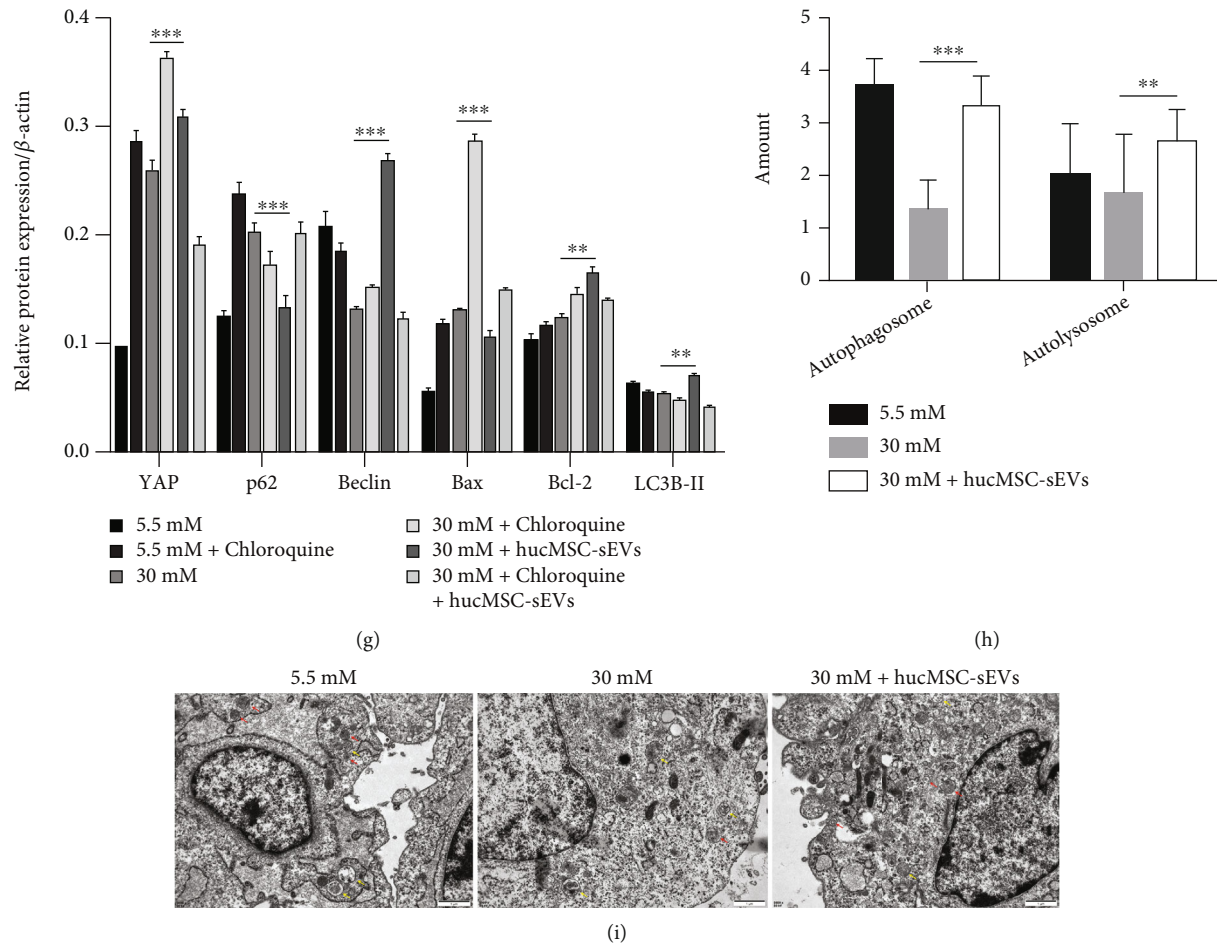 0.4
0.3
0.2
0.1
0.0
Relative protein expression/β-actin
***
***
***
***
**
**
YAP
p62
Beclin
Bax
Bcl-2
LC3B-II
5.5 mM
5.5 mM + Chloroquine
30 mM
30 mM + Chloroquine
30 mM + hucMSC-sEVs
30 mM + Chloroquine
+ hucMSC-sEVs
(g)
5
4
3
2
1
0
Amount
***
**
Autophagosome
Autolysosome
5.5 mM
30 mM
30 mM + hucMSC-sEVs
(h)
5.5 mM
30 mM
30 mM + hucMSC-sEVs
(i)